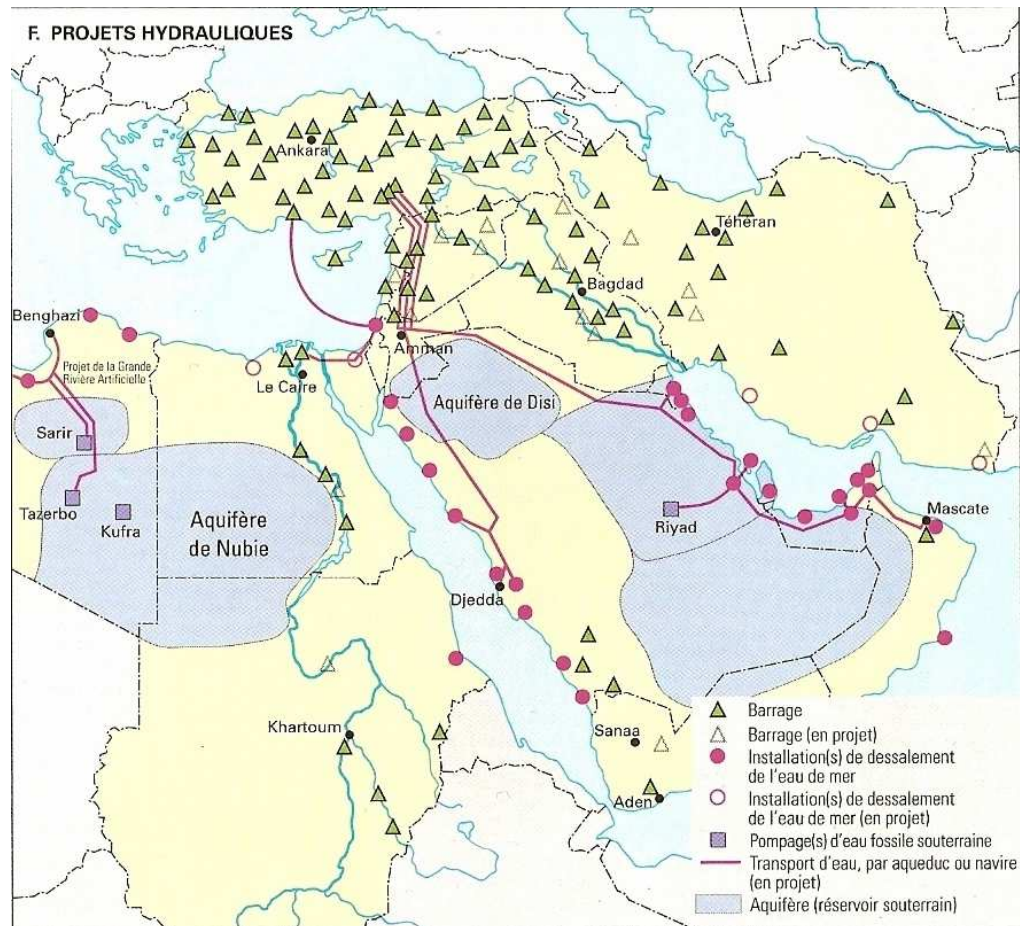 F. PROJETS HYDRAULIQUES
Ankara
Téhéran
Bagdad
Benghazi
Amman
Projet de la Grande
Rivière Artificielle
Le Caire
Aquifère de Disi
Sarir
Tazerbo
Kufra
Aquifère
de Nubie
Riyad
Mascate
Djedda
Khartoum
Sanaa
Aden
Barrage
Barrage (en projet)
Installation(s) de dessalement
de l'eau de mer
Installation(s) de dessalement
de l'eau de mer (en projet)
Pompage(s) d'eau fossile souterraine
Transport d'eau, par aqueduc ou navire
(en projet)
Aquifère (réservoir souterrain)